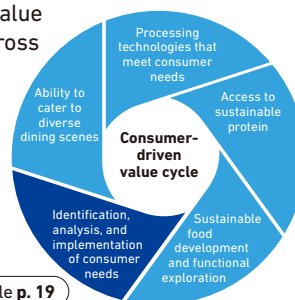 alue
ross
Processing
technologies that
meet consumer
needs
Ability to
cater to
diverse
dining scenes
Access to
sustainable
protein
Consumer-
driven
value cycle
Identification,
analysis, and
implementation
of consumer
needs
Sustainable
food
development
and functional
exploration
le p. 19